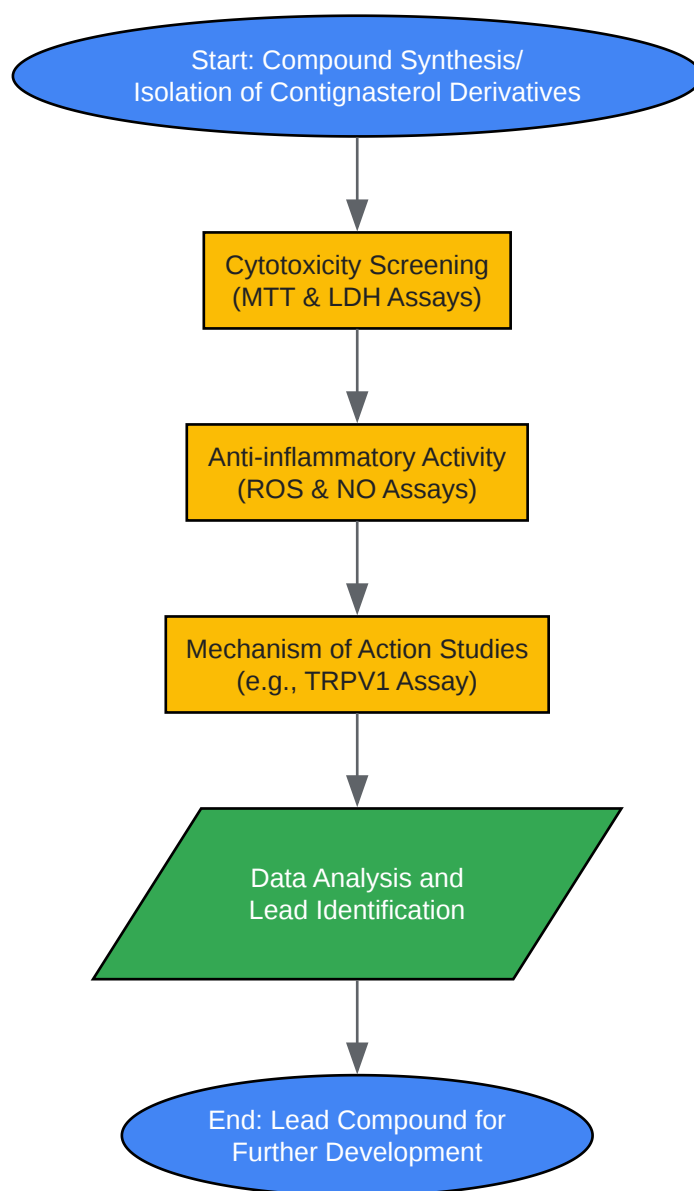 Start: Compound Synthesis/
Isolation of Contignasterol Derivatives
Cytotoxicity Screening
(MTT & LDH Assays)
Anti-inflammatory Activity
(ROS & NO Assays)
Mechanism of Action Studies
(e.g., TRPV1 Assay)
Data Analysis and
Lead Identification
End: Lead Compound for
Further Development